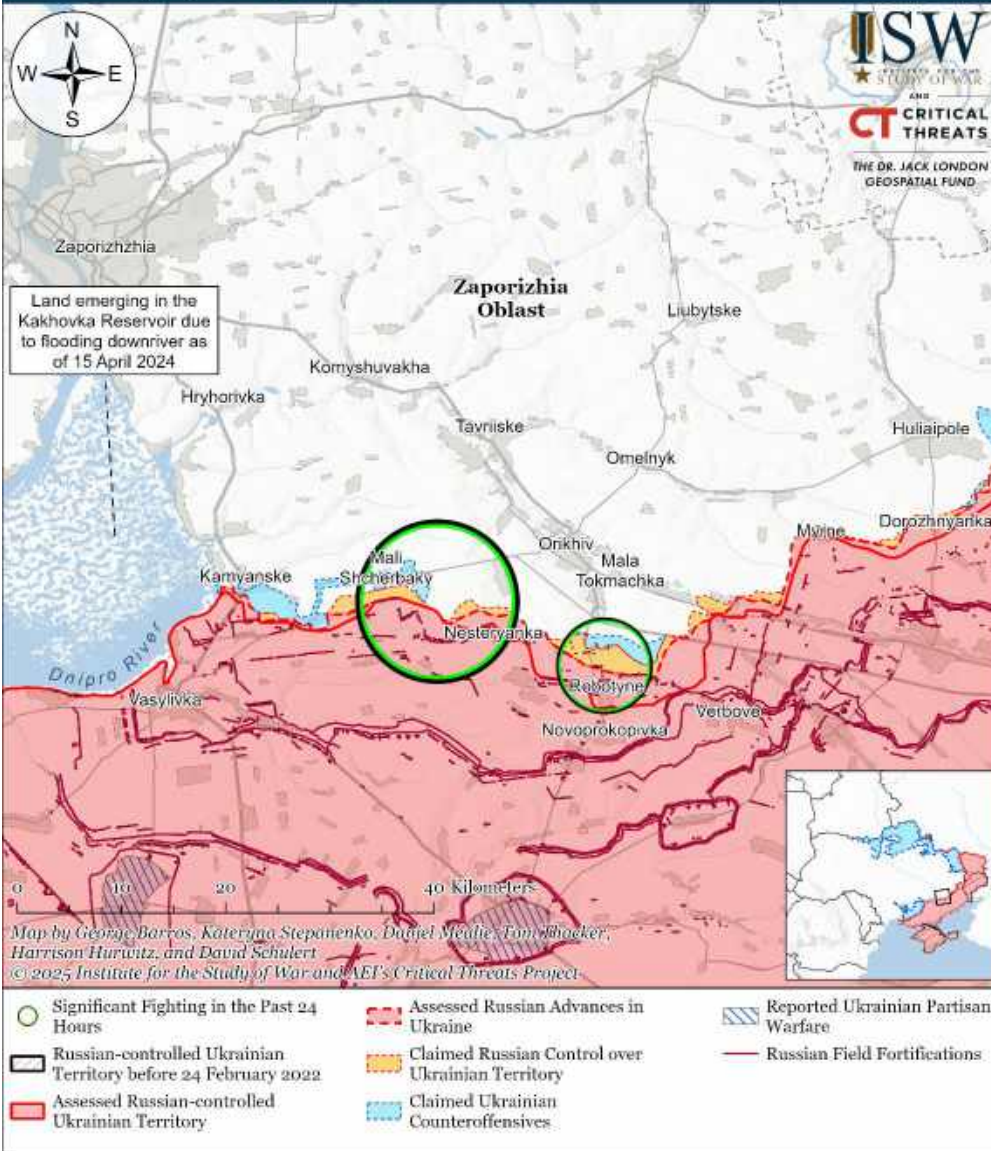 N
W E
S
ISW
STUDY OF WAR
AND
CT CRITICAL
THREATS
THE DR. JACK LONDON
GEOSPATIAL FUND
Zaporizhzhia
Zaporizhia
Oblast
Land emerging in the
Kakhovka Reservoir due
to flooding downriver as
of 15 April 2024
Liubytske
Komyshuvakha
Hryhorivka
Tavriiske
Huliaipole
Omelnyk
Dorozhnyanka
Myrne
Orikhiv
Mali
Shcherbaky
Mala
Tokmachka
Kamyanske
Nesteryanka
Dnipro River
Robotyne
Vasylivka
Verbove
Novoprokopivka
0 10 20 40 Kilometers
Map by George Barros, Kateryna Stepanenko, Daniel Mealie, Tom Thacker,
Harrison Hurwitz, and David Schulert
© 2025 Institute for the Study of War and AEI's Critical Threats Project
Significant Fighting in the Past 24
Hours
Russian-controlled Ukrainian
Territory before 24 February 2022
Assessed Russian-controlled
Ukrainian Territory
Assessed Russian Advances in
Ukraine
Claimed Russian Control over
Ukrainian Territory
Claimed Ukrainian
Counteroffensives
Reported Ukrainian Partisan
Warfare
Russian Field Fortifications